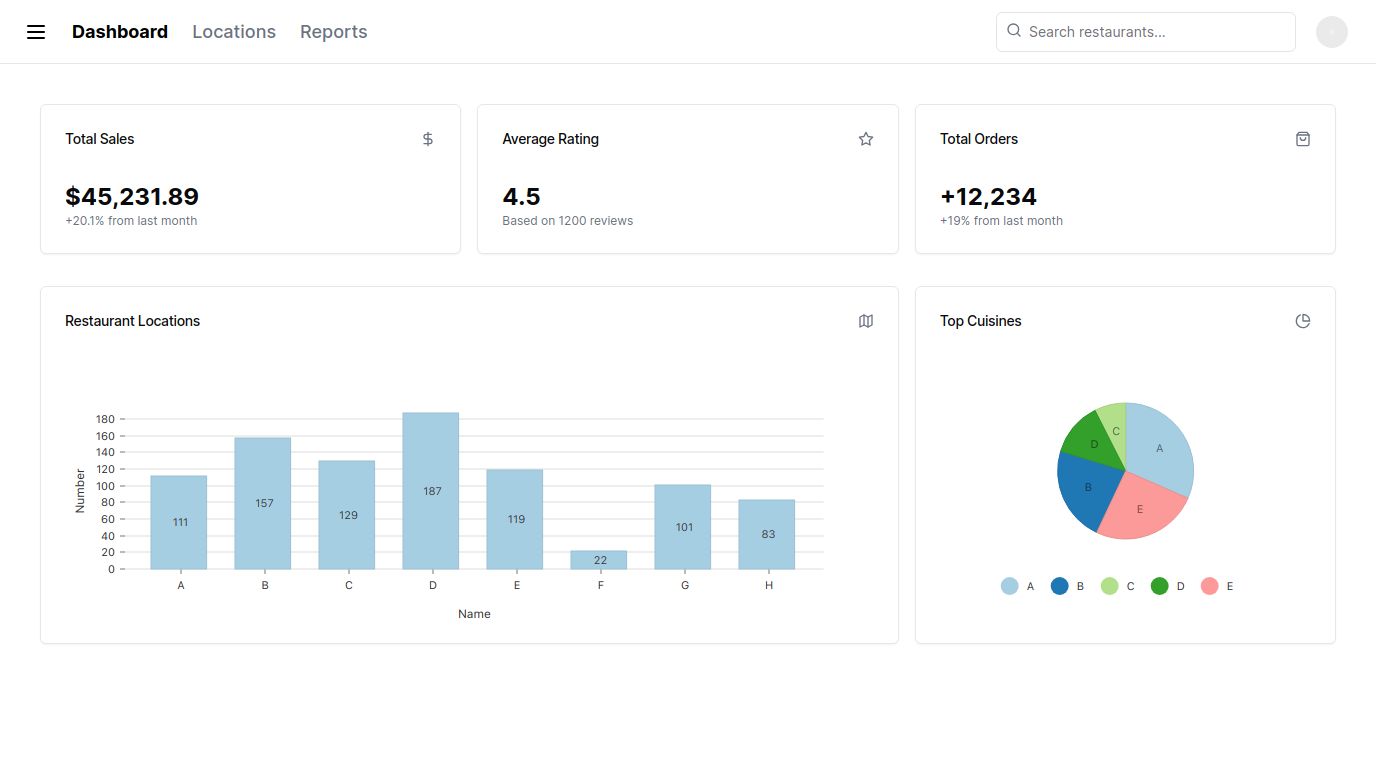 Dashboard Locations Reports Search restaurants...
Total Sales
$45,231.89
+20.1% from last month
Average Rating
4.5
Based on 1200 reviews
Total Orders
+12,234
+19% from last month
Restaurant Locations
Number
180
160
140
120
100
80
60
40
20
0
111
157
129
187
119
22
101
83
A B C D E F G H
Name
Top Cuisines
A
B
C
D
E
A B C D E